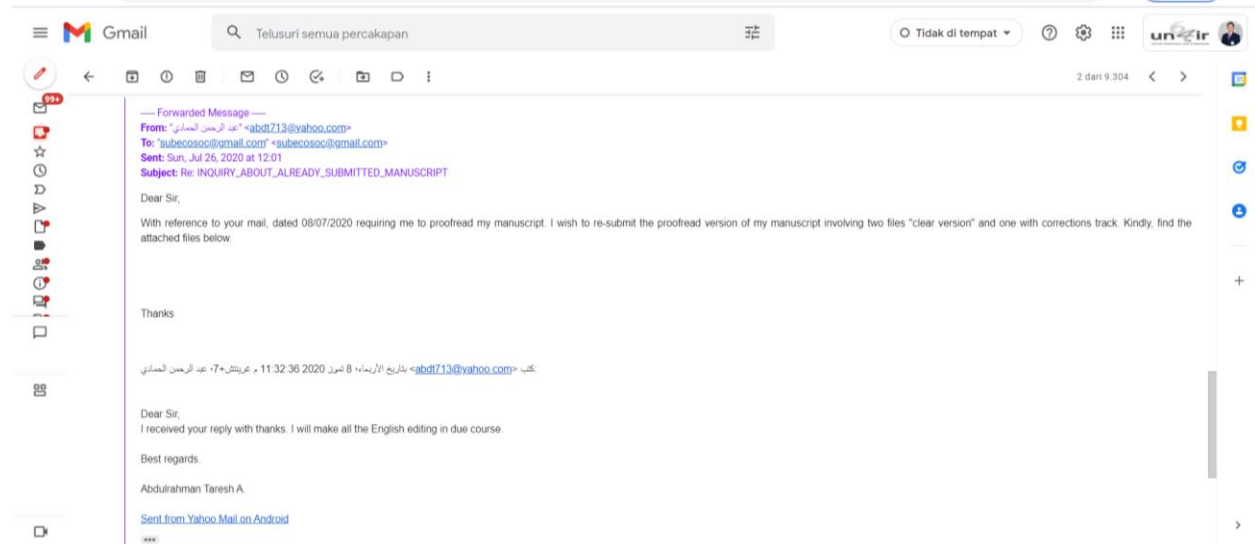 Gmail
Telusuri semua percakapan
Tidak di tempat
2 dari 9.304
99+
---- Forwarded Message -----
From: "عبد الرحمن الحمادي" <abdt713@yahoo.com>
To: "subecosoc@gmail.com" <subecosoc@gmail.com>
Sent: Sun, Jul 26, 2020 at 12:01
Subject: Re: INQUIRY_ABOUT_ALREADY_SUBMITTED_MANUSCRIPT
Dear Sir,
With reference to your mail, dated 08/07/2020 requiring me to proofread my manuscript. I wish to re-submit the proofread version of my manuscript involving two files "clear version" and one with corrections track. Kindly, find the
attached files below.
Thanks
في الأربعاء، 8 تموز 2020 11:32:36 م غرينتش+7، عبد الرحمن الحمادي <abdt713@yahoo.com> كتب:
Dear Sir,
I received your reply with thanks. I will make all the English editing in due course.
Best regards.
Abdulrahman Taresh A.
Sent from Yahoo Mail on Android